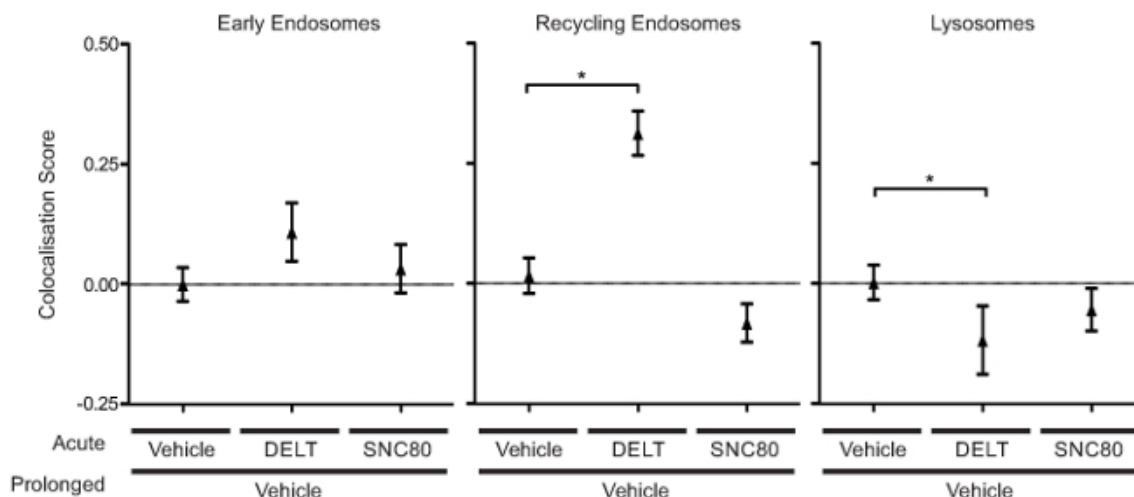 Early Endosomes Recycling Endosomes Lysosomes
0.50
*
*
0.25
0.00
-0.25
Colocalisation Score
Acute Vehicle DELT SNC80 Vehicle DELT SNC80 Vehicle DELT SNC80
Prolonged Vehicle Vehicle Vehicle